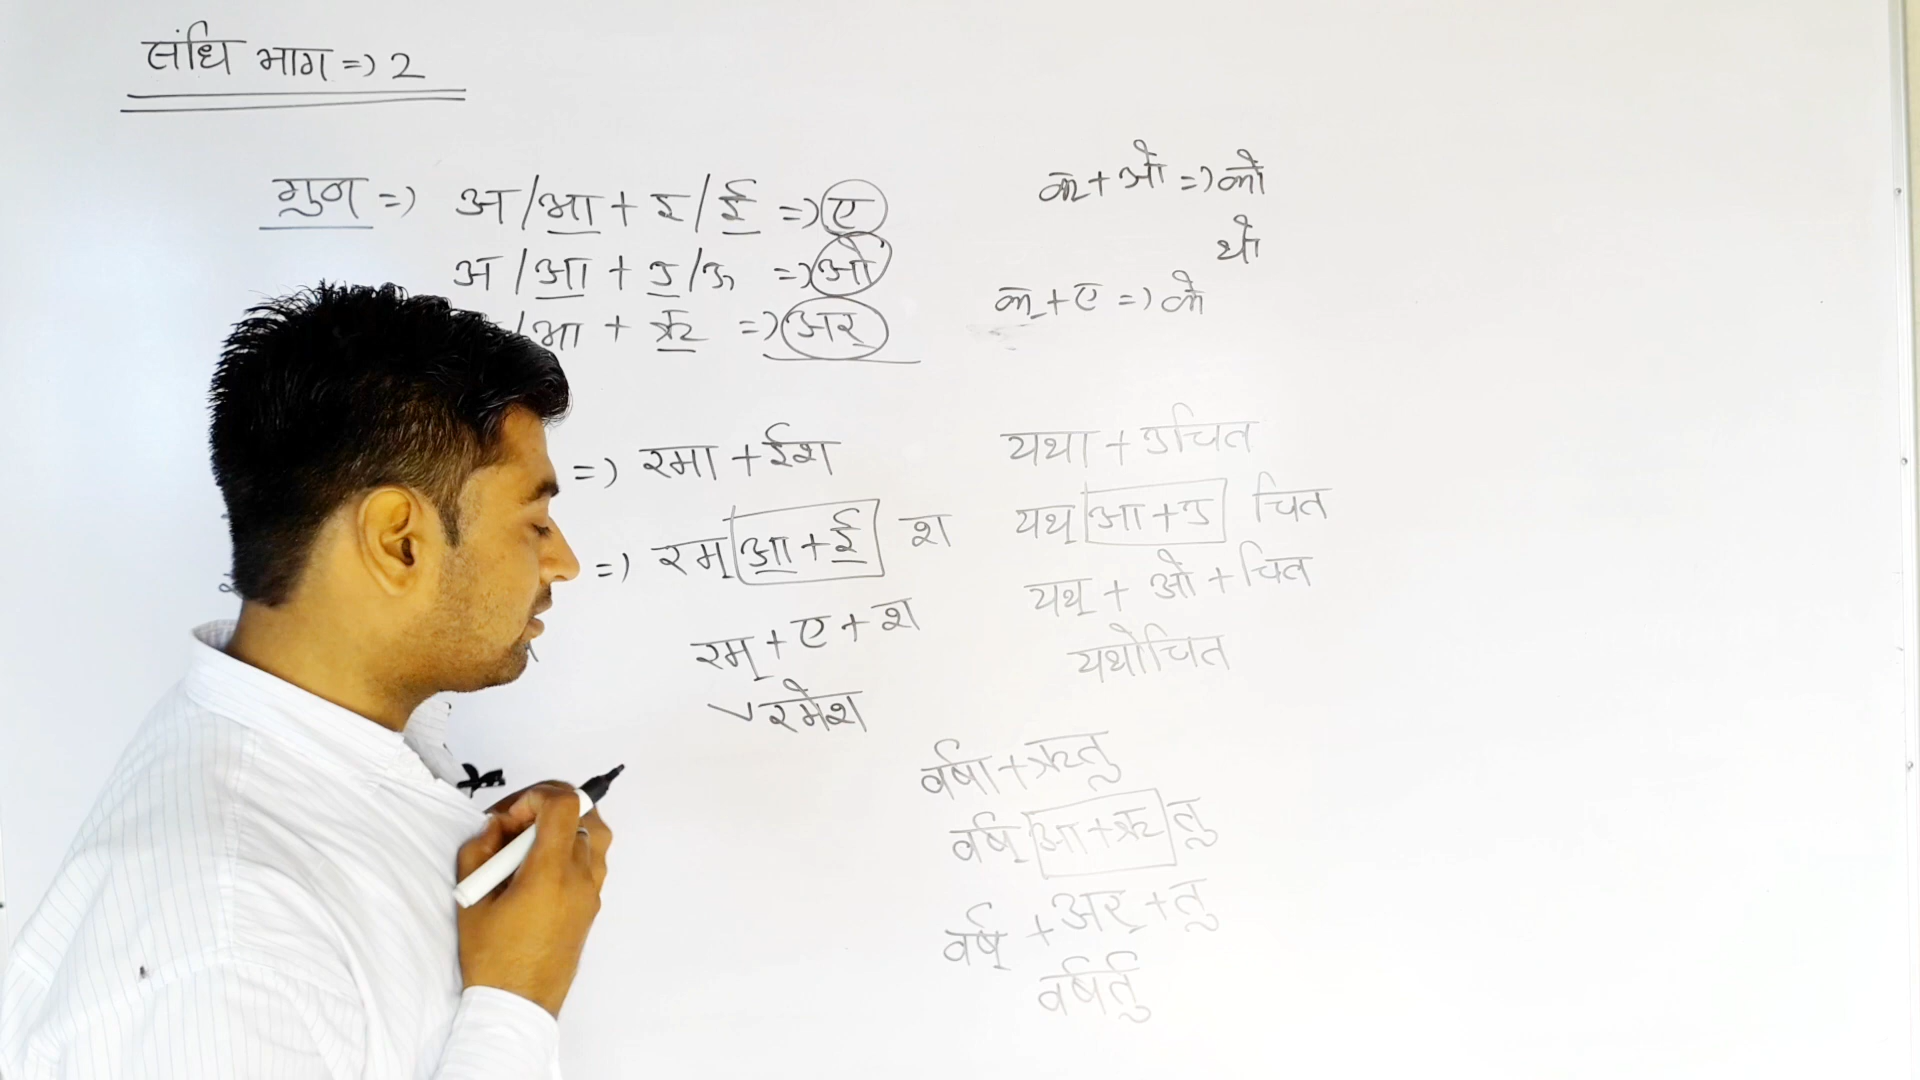 संधि भाग => 2
गुन => अ/आ + इ/ई => ए
अ/आ + उ/ऊ => ओ
/आ + ऋ => अर्
क् + ओ => को
थो
क् + ए => के
=> रमा + ईश
=> रम् आ + ई श
रम् + ए + श
✓रमेश
यथा + उचित
यथ् आ + उ चित
यथ् + ओ + चित
यथोचित
वर्षा + ऋतु
वर्ष् आ + ऋ तु
वर्ष् + अर् + तु
वर्षर्तु